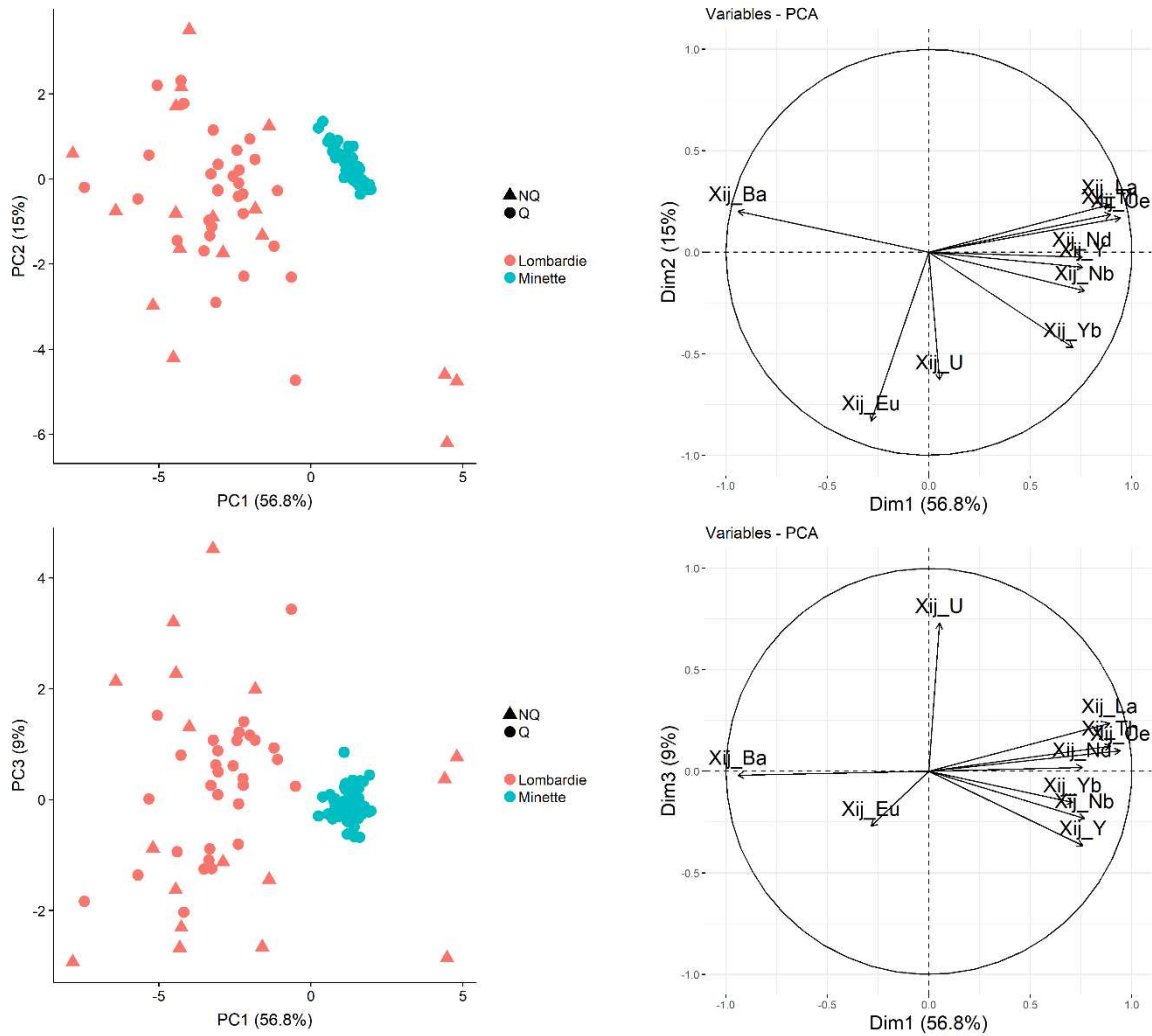 2
0
-2
-4
-6
-5
0
5
PC2 (15%)
PC1 (56.8%)
NQ
Q
Lombardie
Minette
Variables - PCA
1.0
0.5
0.0
-0.5
-1.0
-1.0
-0.5
0.0
0.5
1.0
Dim2 (15%)
Dim1 (56.8%)
Xij_Ba
Xij_La
Xij_Th
Xij_Ce
Xij_Nd
Xij_Y
Xij_Nb
Xij_Yb
Xij_U
Xij_Eu
4
2
0
-2
-5
0
5
PC3 (9%)
PC1 (56.8%)
NQ
Q
Lombardie
Minette
Variables - PCA
1.0
0.5
0.0
-0.5
-1.0
-1.0
-0.5
0.0
0.5
1.0
Dim3 (9%)
Dim1 (56.8%)
Xij_U
Xij_La
Xij_Th
Xij_Ce
Xij_Nd
Xij_Ba
Xij_Yb
Xij_Nb
Xij_Eu
Xij_Y